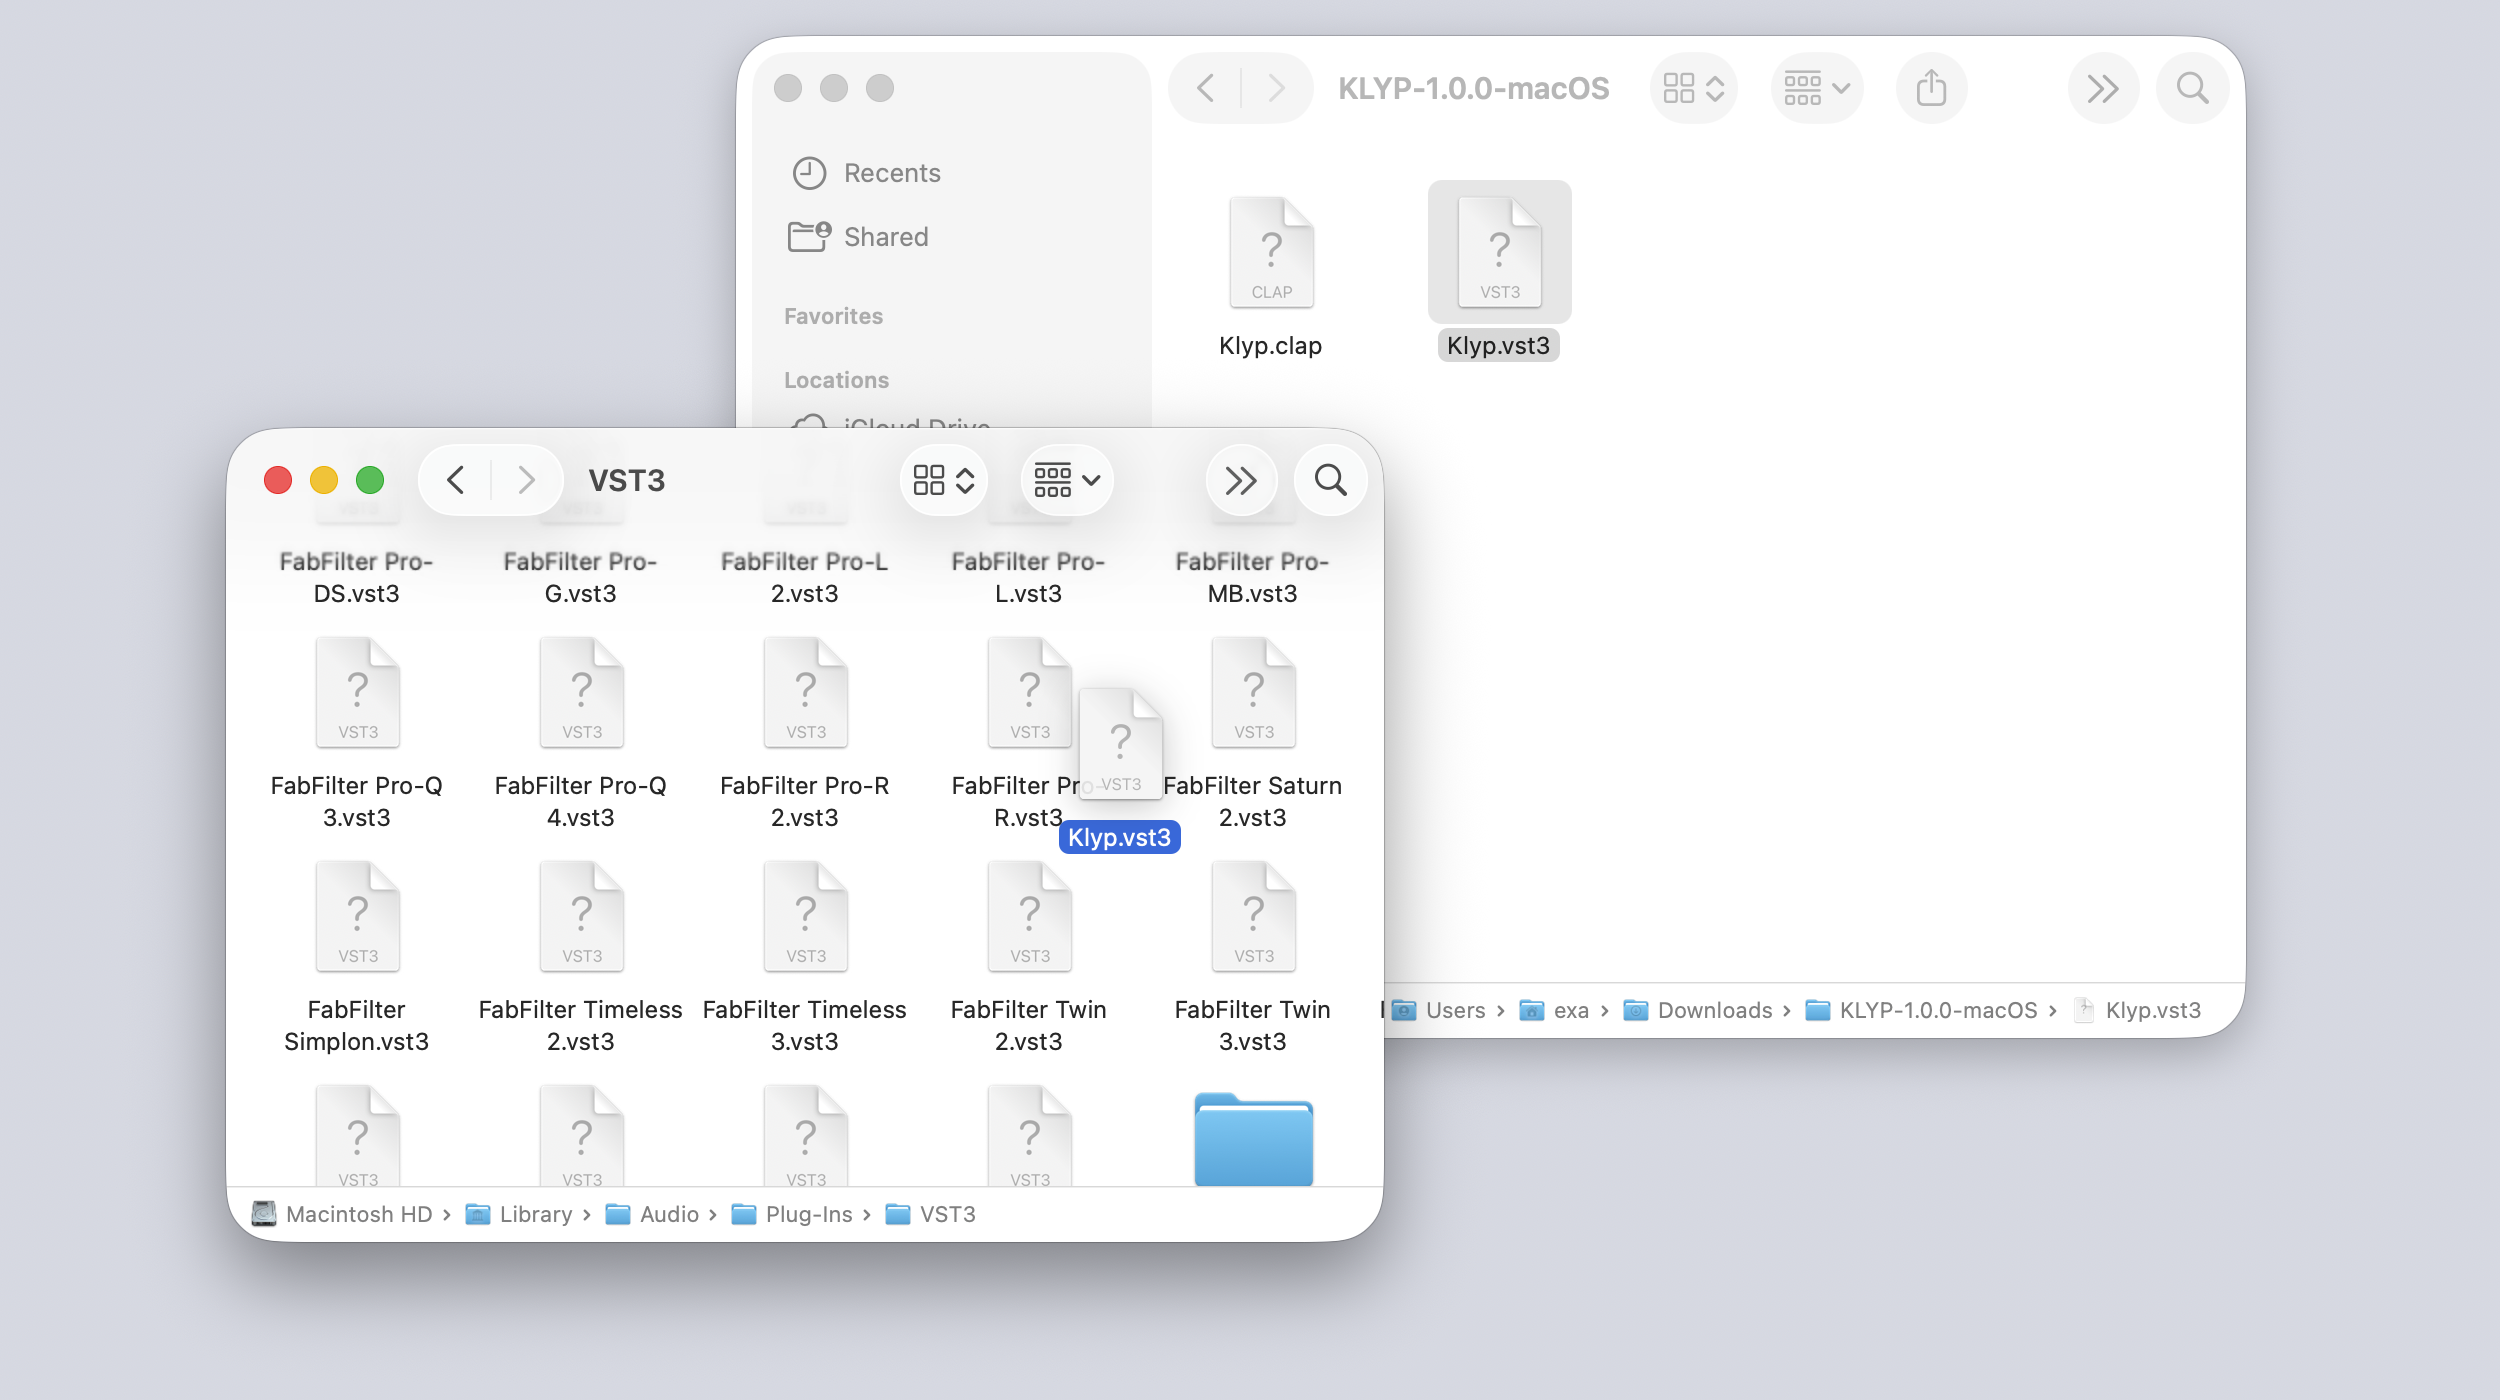 KLYP-1.0.0-macOS
Recents
Shared
Favorites
Locations
iCloud Drive
CLAP
VST3
Klyp.clap
Klyp.vst3
Users › exa › Downloads › KLYP-1.0.0-macOS › Klyp.vst3
VST3
FabFilter Pro-
DS.vst3
FabFilter Pro-
G.vst3
FabFilter Pro-L
2.vst3
FabFilter Pro-
L.vst3
FabFilter Pro-
MB.vst3
VST3
VST3
VST3
VST3
VST3
FabFilter Pro-Q
3.vst3
FabFilter Pro-Q
4.vst3
FabFilter Pro-R
2.vst3
FabFilter Pro-
R.vst3
FabFilter Saturn
2.vst3
VST3
Klyp.vst3
VST3
VST3
VST3
VST3
VST3
FabFilter
Simplon.vst3
FabFilter Timeless
2.vst3
FabFilter Timeless
3.vst3
FabFilter Twin
2.vst3
FabFilter Twin
3.vst3
VST3
VST3
VST3
VST3
Macintosh HD › Library › Audio › Plug-Ins › VST3